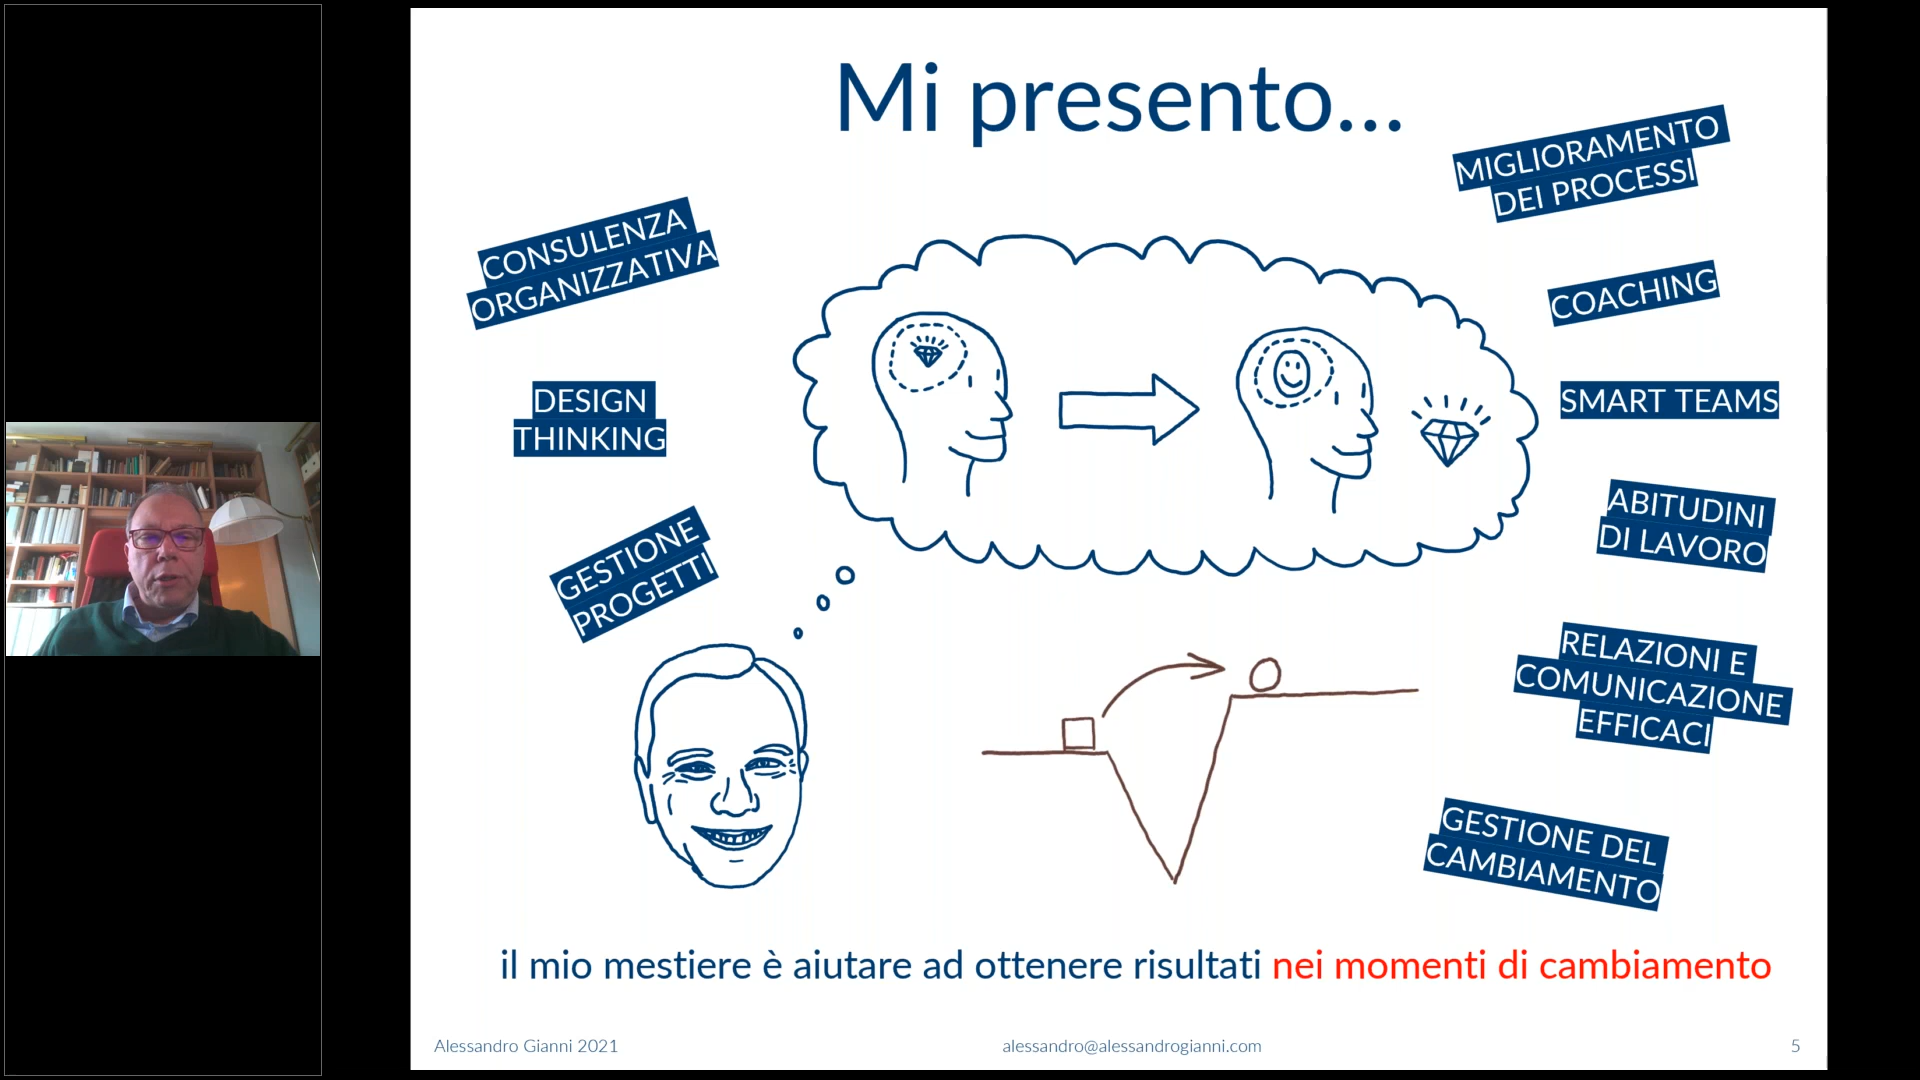 Mi presento...
CONSULENZA
ORGANIZZATIVA
DESIGN
THINKING
GESTIONE
PROGETTI
MIGLIORAMENTO
DEI PROCESSI
COACHING
SMART TEAMS
ABITUDINI
DI LAVORO
RELAZIONI E
COMUNICAZIONE
EFFICACI
GESTIONE DEL
CAMBIAMENTO
il mio mestiere è aiutare ad ottenere risultati nei momenti di cambiamento
Alessandro Gianni 2021
alessandro@alessandrogianni.com
5